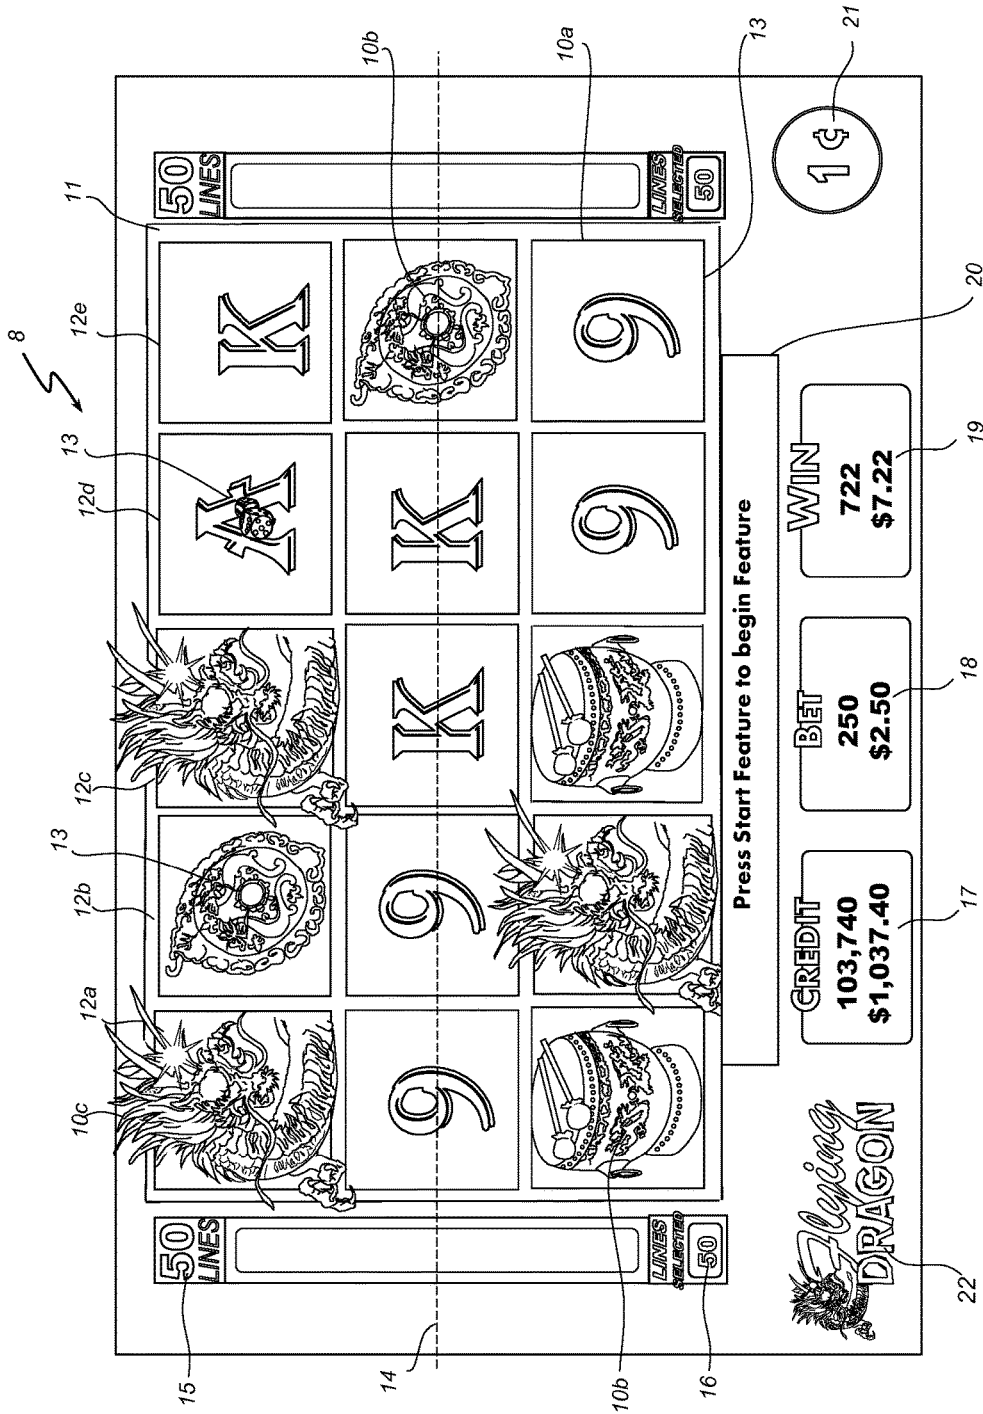 8
10c 12a 13 12b 12c 12d 13 12e 11
15
50 LINES
50 LINES
A K
10b
14
9 9 K K
10a
9 9
10b
LINES SELECTED
50
LINES SELECTED
50
16
13
Press Start Feature to begin Feature
Flying
DRAGON
CREDIT
103,740
$1,037.40
BET
250
$2.50
WIN
722
$7.22
1¢
21
22 17 18 19 20